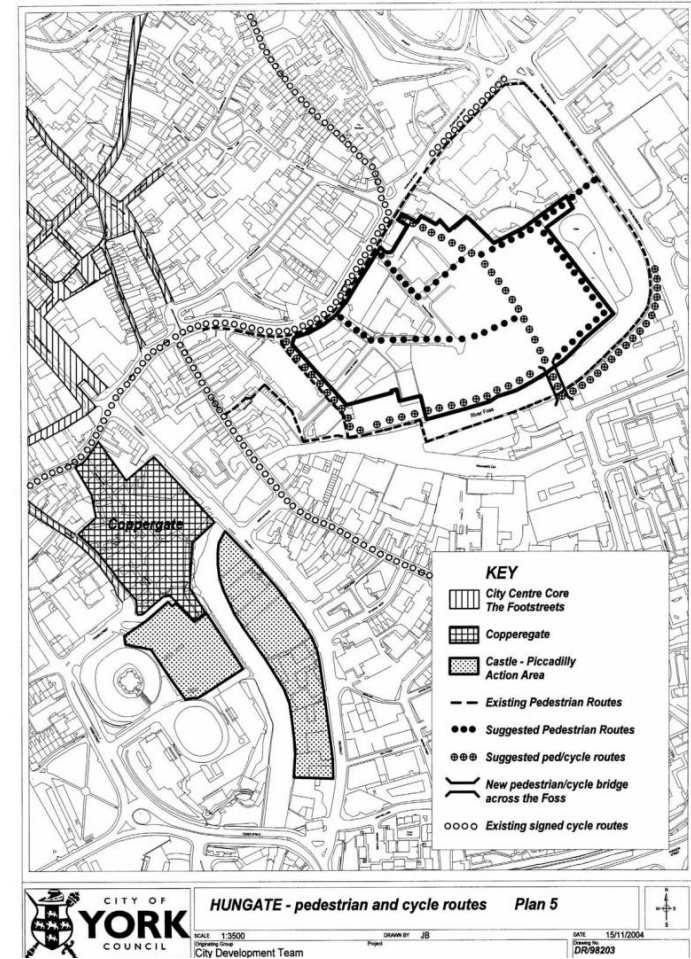 River Foss
Coppergate
KEY
City Centre Core
The Footstreets
Copperegate
Castle - Piccadilly
Action Area
Existing Pedestrian Routes
Suggested Pedestrian Routes
Suggested ped/cycle routes
New pedestrian/cycle bridge
across the Foss
Existing signed cycle routes
CITY OF
YORK
COUNCIL
HUNGATE - pedestrian and cycle routes Plan 5
N
W E
S
SCALE 1:3500
DRAWN BY JB
DATE 15/11/2004
Originating Group
City Development Team
Project
Drawing No.
DR/98203